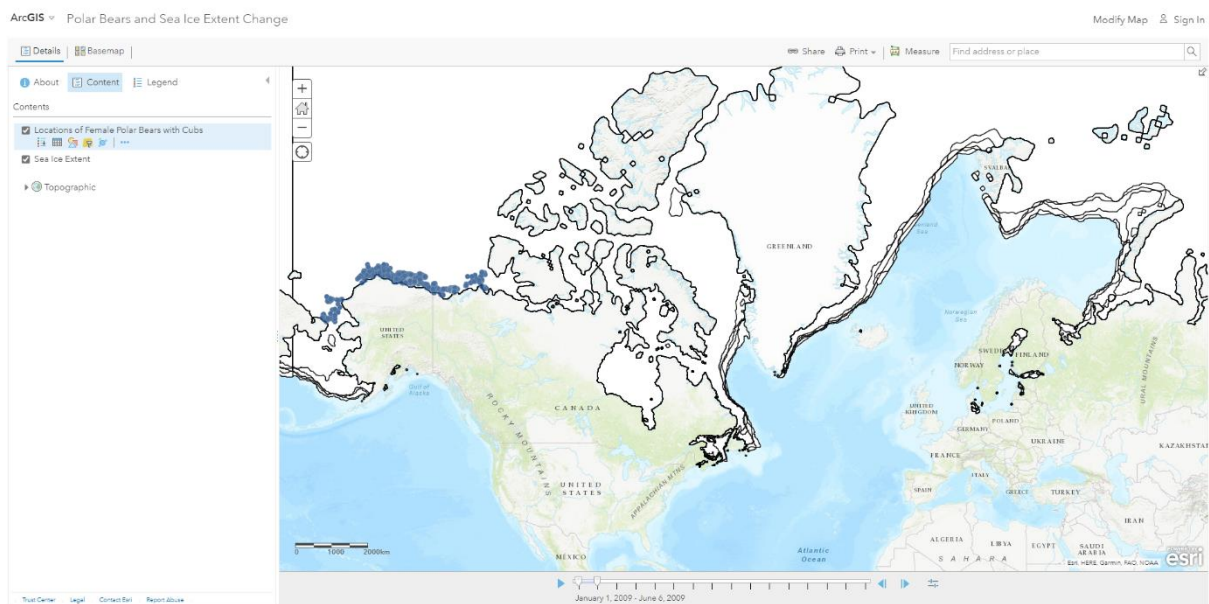 ArcGIS Polar Bears and Sea Ice Extent Change
Modify Map Sign In
Details Basemap
Share Print Measure Find address or place
About Content Legend
Contents
Locations of Female Polar Bears with Cubs
Sea Ice Extent
Topographic
SVALBA
GREENLAND
Norwegian
Sea
UNITED
STATES
Gulf of
Alaska
SWEDE FINLAND
NORWAY
URAL MOUNTAINS
ROCKY MOUNTAINS
CANADA
UNITED
KINGDOM
POLAND
GERMANY
UKRAINE
KAZAKHSTA
FRANCE
ITALY
UNITED
STATES
APPALACHIAN MTNS
SPAIN
GREECE
TURKEY
IRAN
ALGERIA
LIBYA
EGYPT
SAUDI
ARABIA
SAHARA
0 1000 2000km
MÉXICO
Atlantic
Ocean
Esri, HERE, Garmin, FAO, NOAA
esri
January 1, 2009 - June 6, 2009
Trust Center Legal Contact Esri Report Abuse